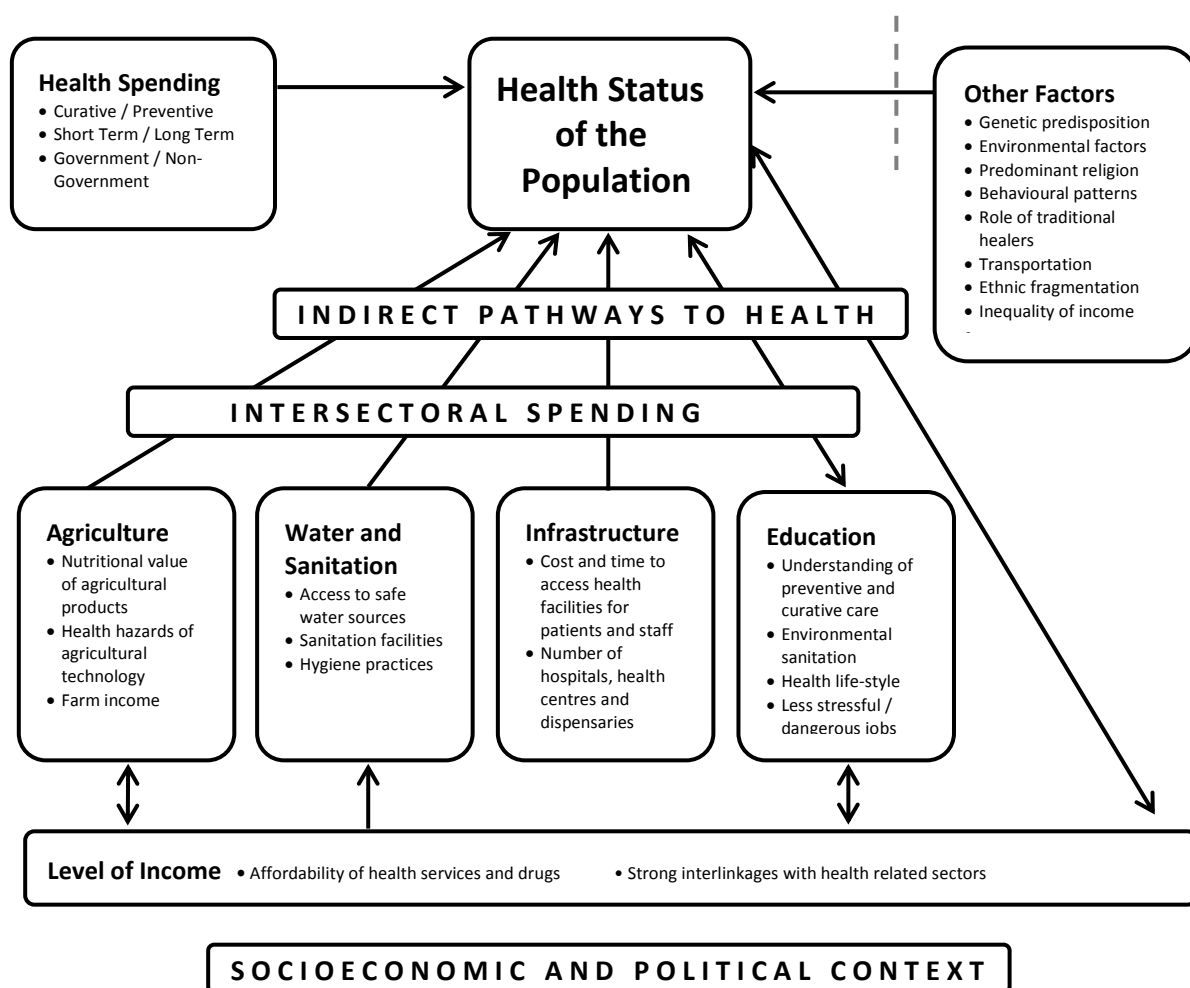 Health Spending
• Curative / Preventive
• Short Term / Long Term
• Government / Non-
Government
Health Status
of the
Population
Other Factors
• Genetic predisposition
• Environmental factors
• Predominant religion
• Behavioural patterns
• Role of traditional
healers
• Transportation
• Ethnic fragmentation
• Inequality of income
INDIRECT PATHWAYS TO HEALTH
INTERSECTORAL SPENDING
Agriculture
• Nutritional value
of agricultural
products
• Health hazards of
agricultural
technology
• Farm income
Water and
Sanitation
• Access to safe
water sources
• Sanitation facilities
• Hygiene practices
Infrastructure
• Cost and time to
access health
facilities for
patients and staff
• Number of
hospitals, health
centres and
dispensaries
Education
• Understanding of
preventive and
curative care
• Environmental
sanitation
• Health life-style
• Less stressful /
dangerous jobs
Level of Income • Affordability of health services and drugs • Strong interlinkages with health related sectors
SOCIOECONOMIC AND POLITICAL CONTEXT